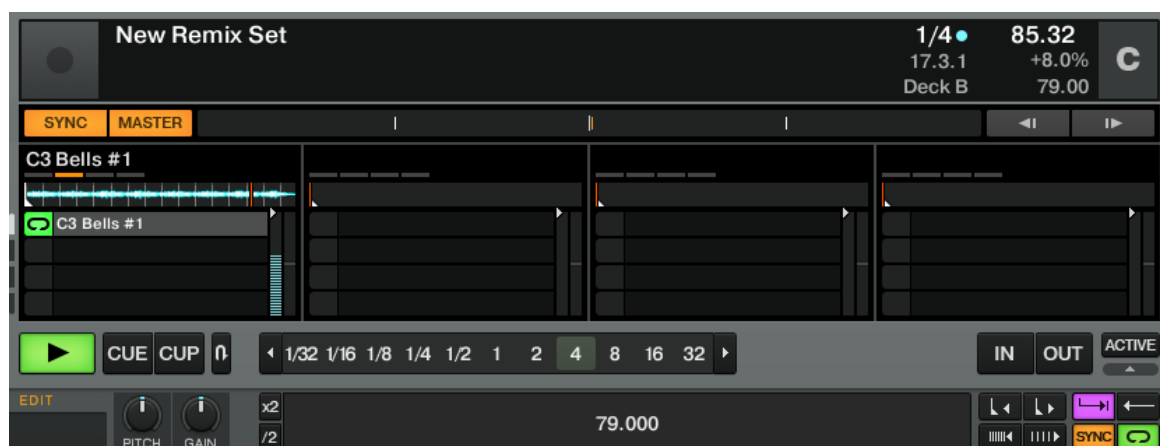 New Remix Set 1/4 85.32
17.3.1 +8.0% C
Deck B 79.00
SYNC MASTER
C3 Bells #1
C3 Bells #1
CUE CUP 1/32 1/16 1/8 1/4 1/2 1 2 4 8 16 32 IN OUT ACTIVE
EDIT
x2
79.000
PITCH GAIN /2 SYNC